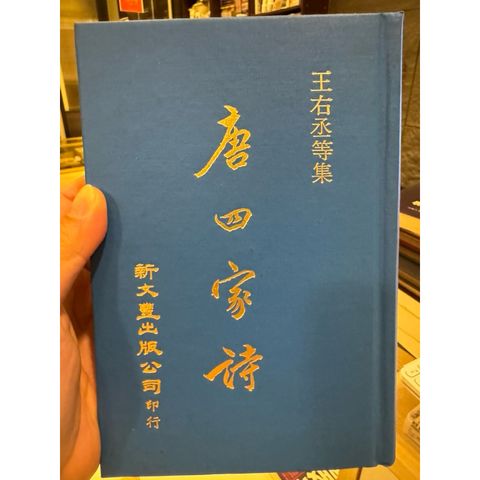 王右丞等集
唐四家詩
新文豐出版公司印行